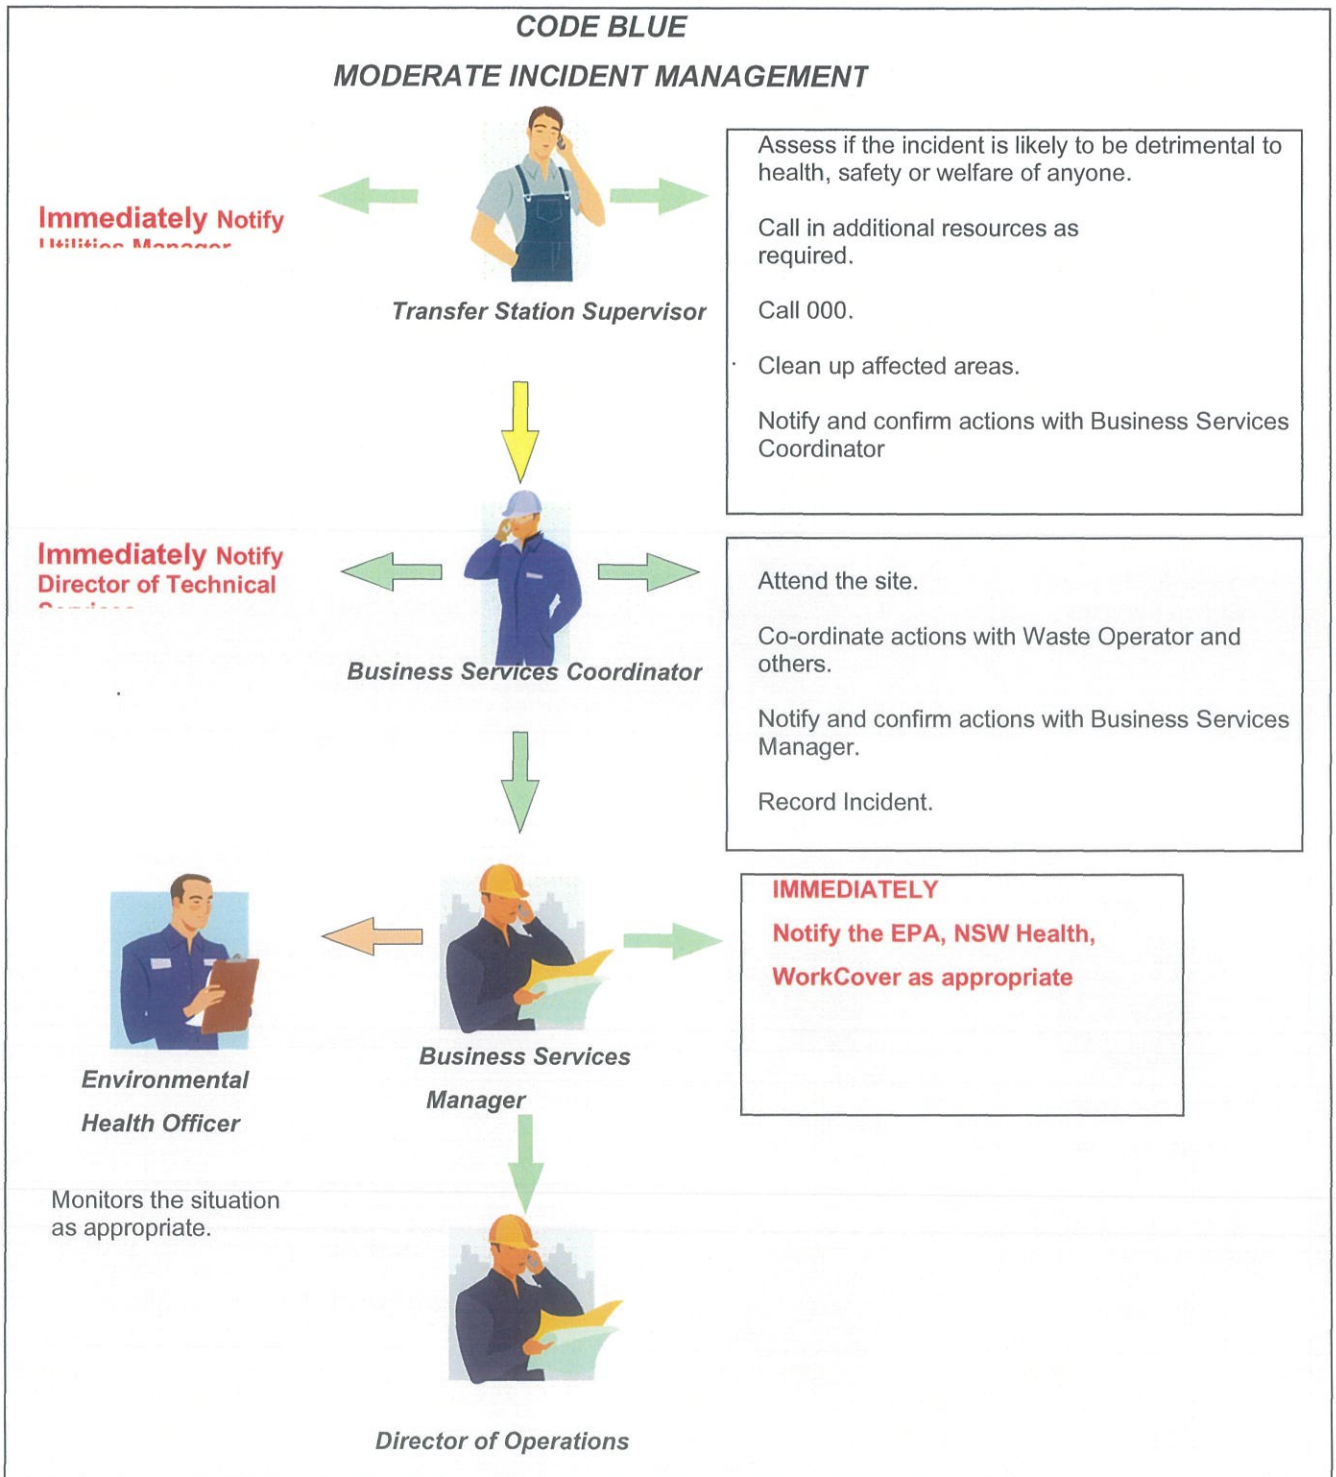 CODE BLUE
MODERATE INCIDENT MANAGEMENT
Immediately Notify
Utilities Manager
Transfer Station Supervisor
Assess if the incident is likely to be detrimental to
health, safety or welfare of anyone.
Call in additional resources as
required.
Call 000.
Clean up affected areas.
Notify and confirm actions with Business Services
Coordinator
Immediately Notify
Director of Technical
Business Services Coordinator
Attend the site.
Co-ordinate actions with Waste Operator and
others.
Notify and confirm actions with Business Services
Manager.
Record Incident.
Environmental
Health Officer
Monitors the situation
as appropriate.
Business Services
Manager
IMMEDIATELY
Notify the EPA, NSW Health,
WorkCover as appropriate
Director of Operations